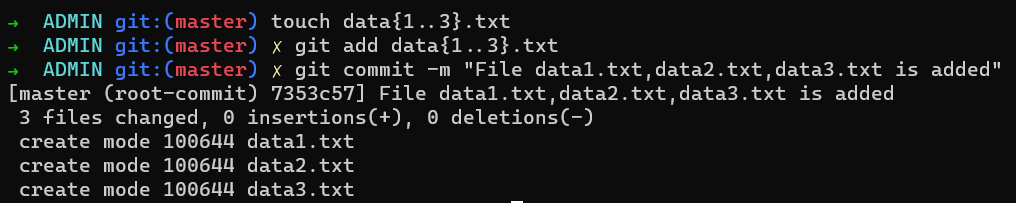 → ADMIN git:(master) touch data{1..3}.txt
→ ADMIN git:(master) ✗ git add data{1..3}.txt
→ ADMIN git:(master) ✗ git commit -m "File data1.txt,data2.txt,data3.txt is added"
[master (root-commit) 7353c57] File data1.txt,data2.txt,data3.txt is added
 3 files changed, 0 insertions(+), 0 deletions(-)
 create mode 100644 data1.txt
 create mode 100644 data2.txt
 create mode 100644 data3.txt